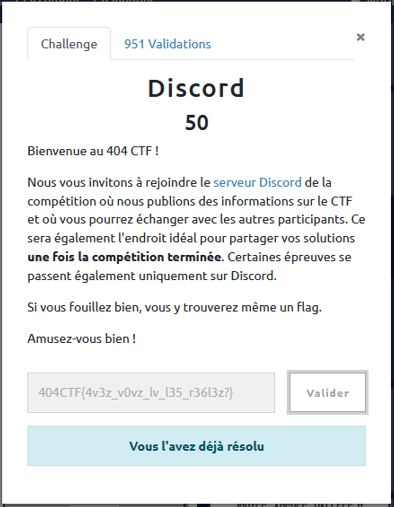 Challenge
951 Validations
×
Discord
50
Bienvenue au 404 CTF !
Nous vous invitons à rejoindre le serveur Discord de la
compétition où nous publions des informations sur le CTF
et où vous pourrez échanger avec les autres participants. Ce
sera également l'endroit idéal pour partager vos solutions
une fois la compétition terminée. Certaines épreuves se
passent également uniquement sur Discord.
Si vous fouillez bien, vous y trouverez même un flag.
Amusez-vous bien !
404CTF{4v3z_v0vz_lv_l35_r36l3z?}
Valider
Vous l'avez déjà résolu